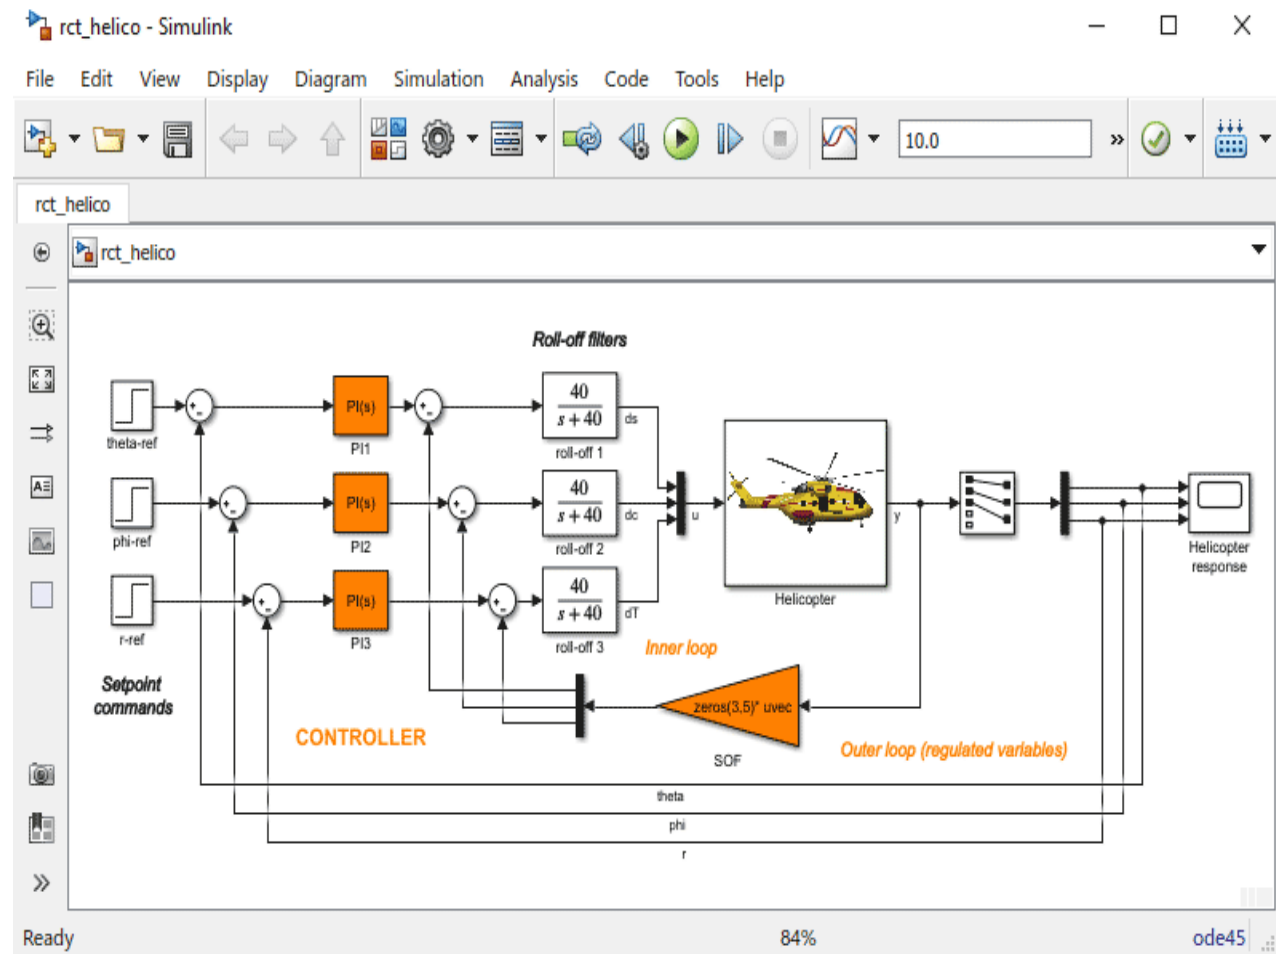 rct_helico - Simulink
File Edit View Display Diagram Simulation Analysis Code Tools Help
10.0
rct_helico
rct_helico
Roll-off filters
theta-ref
+
-
PI(s)
PI1
+
-
40
s + 40
roll-off 1
ds
phi-ref
+
-
PI(s)
PI2
+
-
40
s + 40
roll-off 2
dc
u
Helicopter
y
Helicopter
response
r-ref
+
-
PI(s)
PI3
+
-
40
s + 40
roll-off 3
dT
Inner loop
Setpoint
commands
CONTROLLER
zeros(3,5)* uvec
SOF
Outer loop (regulated variables)
theta
phi
r
Ready 84% ode45